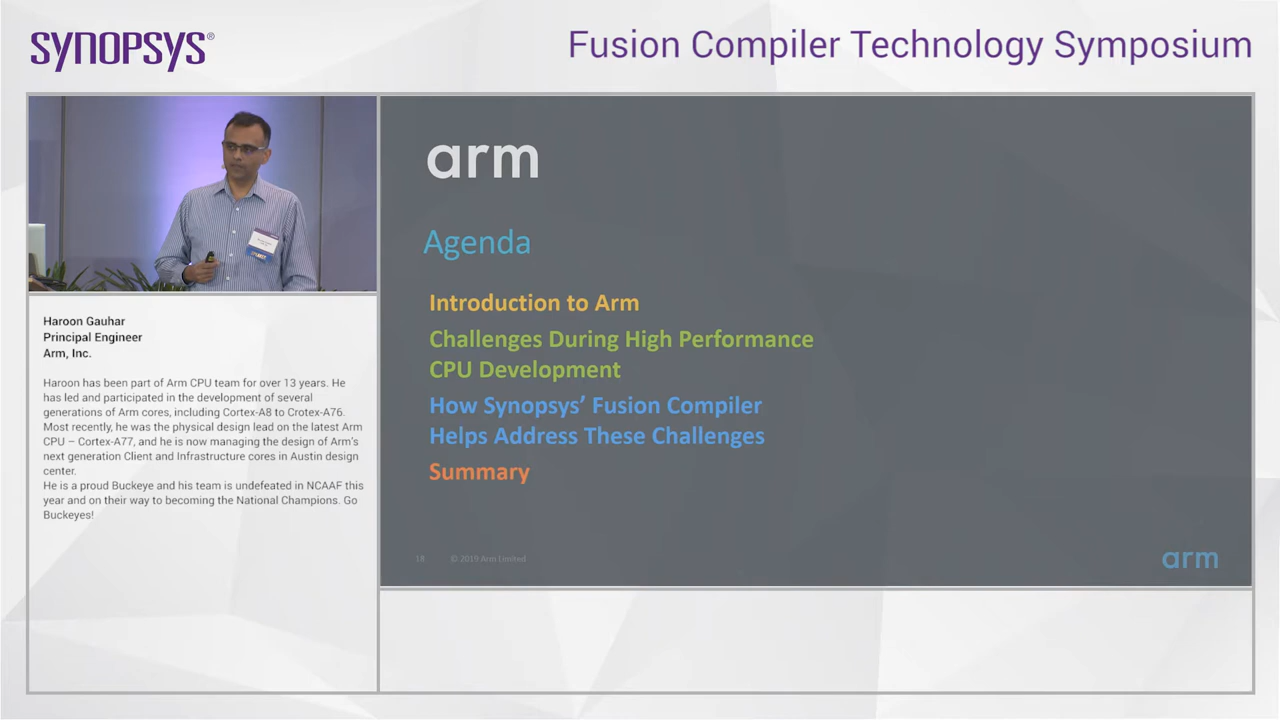 SYNOPSYS®
Fusion Compiler Technology Symposium
Haroon Gauhar
Principal Engineer
Arm, Inc.
Haroon has been part of Arm CPU team for over 13 years. He
has led and participated in the development of several
generations of Arm cores, including Cortex-A8 to Crotex-A76.
Most recently, he was the physical design lead on the latest Arm
CPU – Cortex-A77, and he is now managing the design of Arm's
next generation Client and Infrastructure cores in Austin design
center.
He is a proud Buckeye and his team is undefeated in NCAAF this
year and on their way to becoming the National Champions. Go
Buckeyes!
arm
Agenda
Introduction to Arm
Challenges During High Performance
CPU Development
How Synopsys’ Fusion Compiler
Helps Address These Challenges
Summary
18 © 2019 Arm Limited
arm